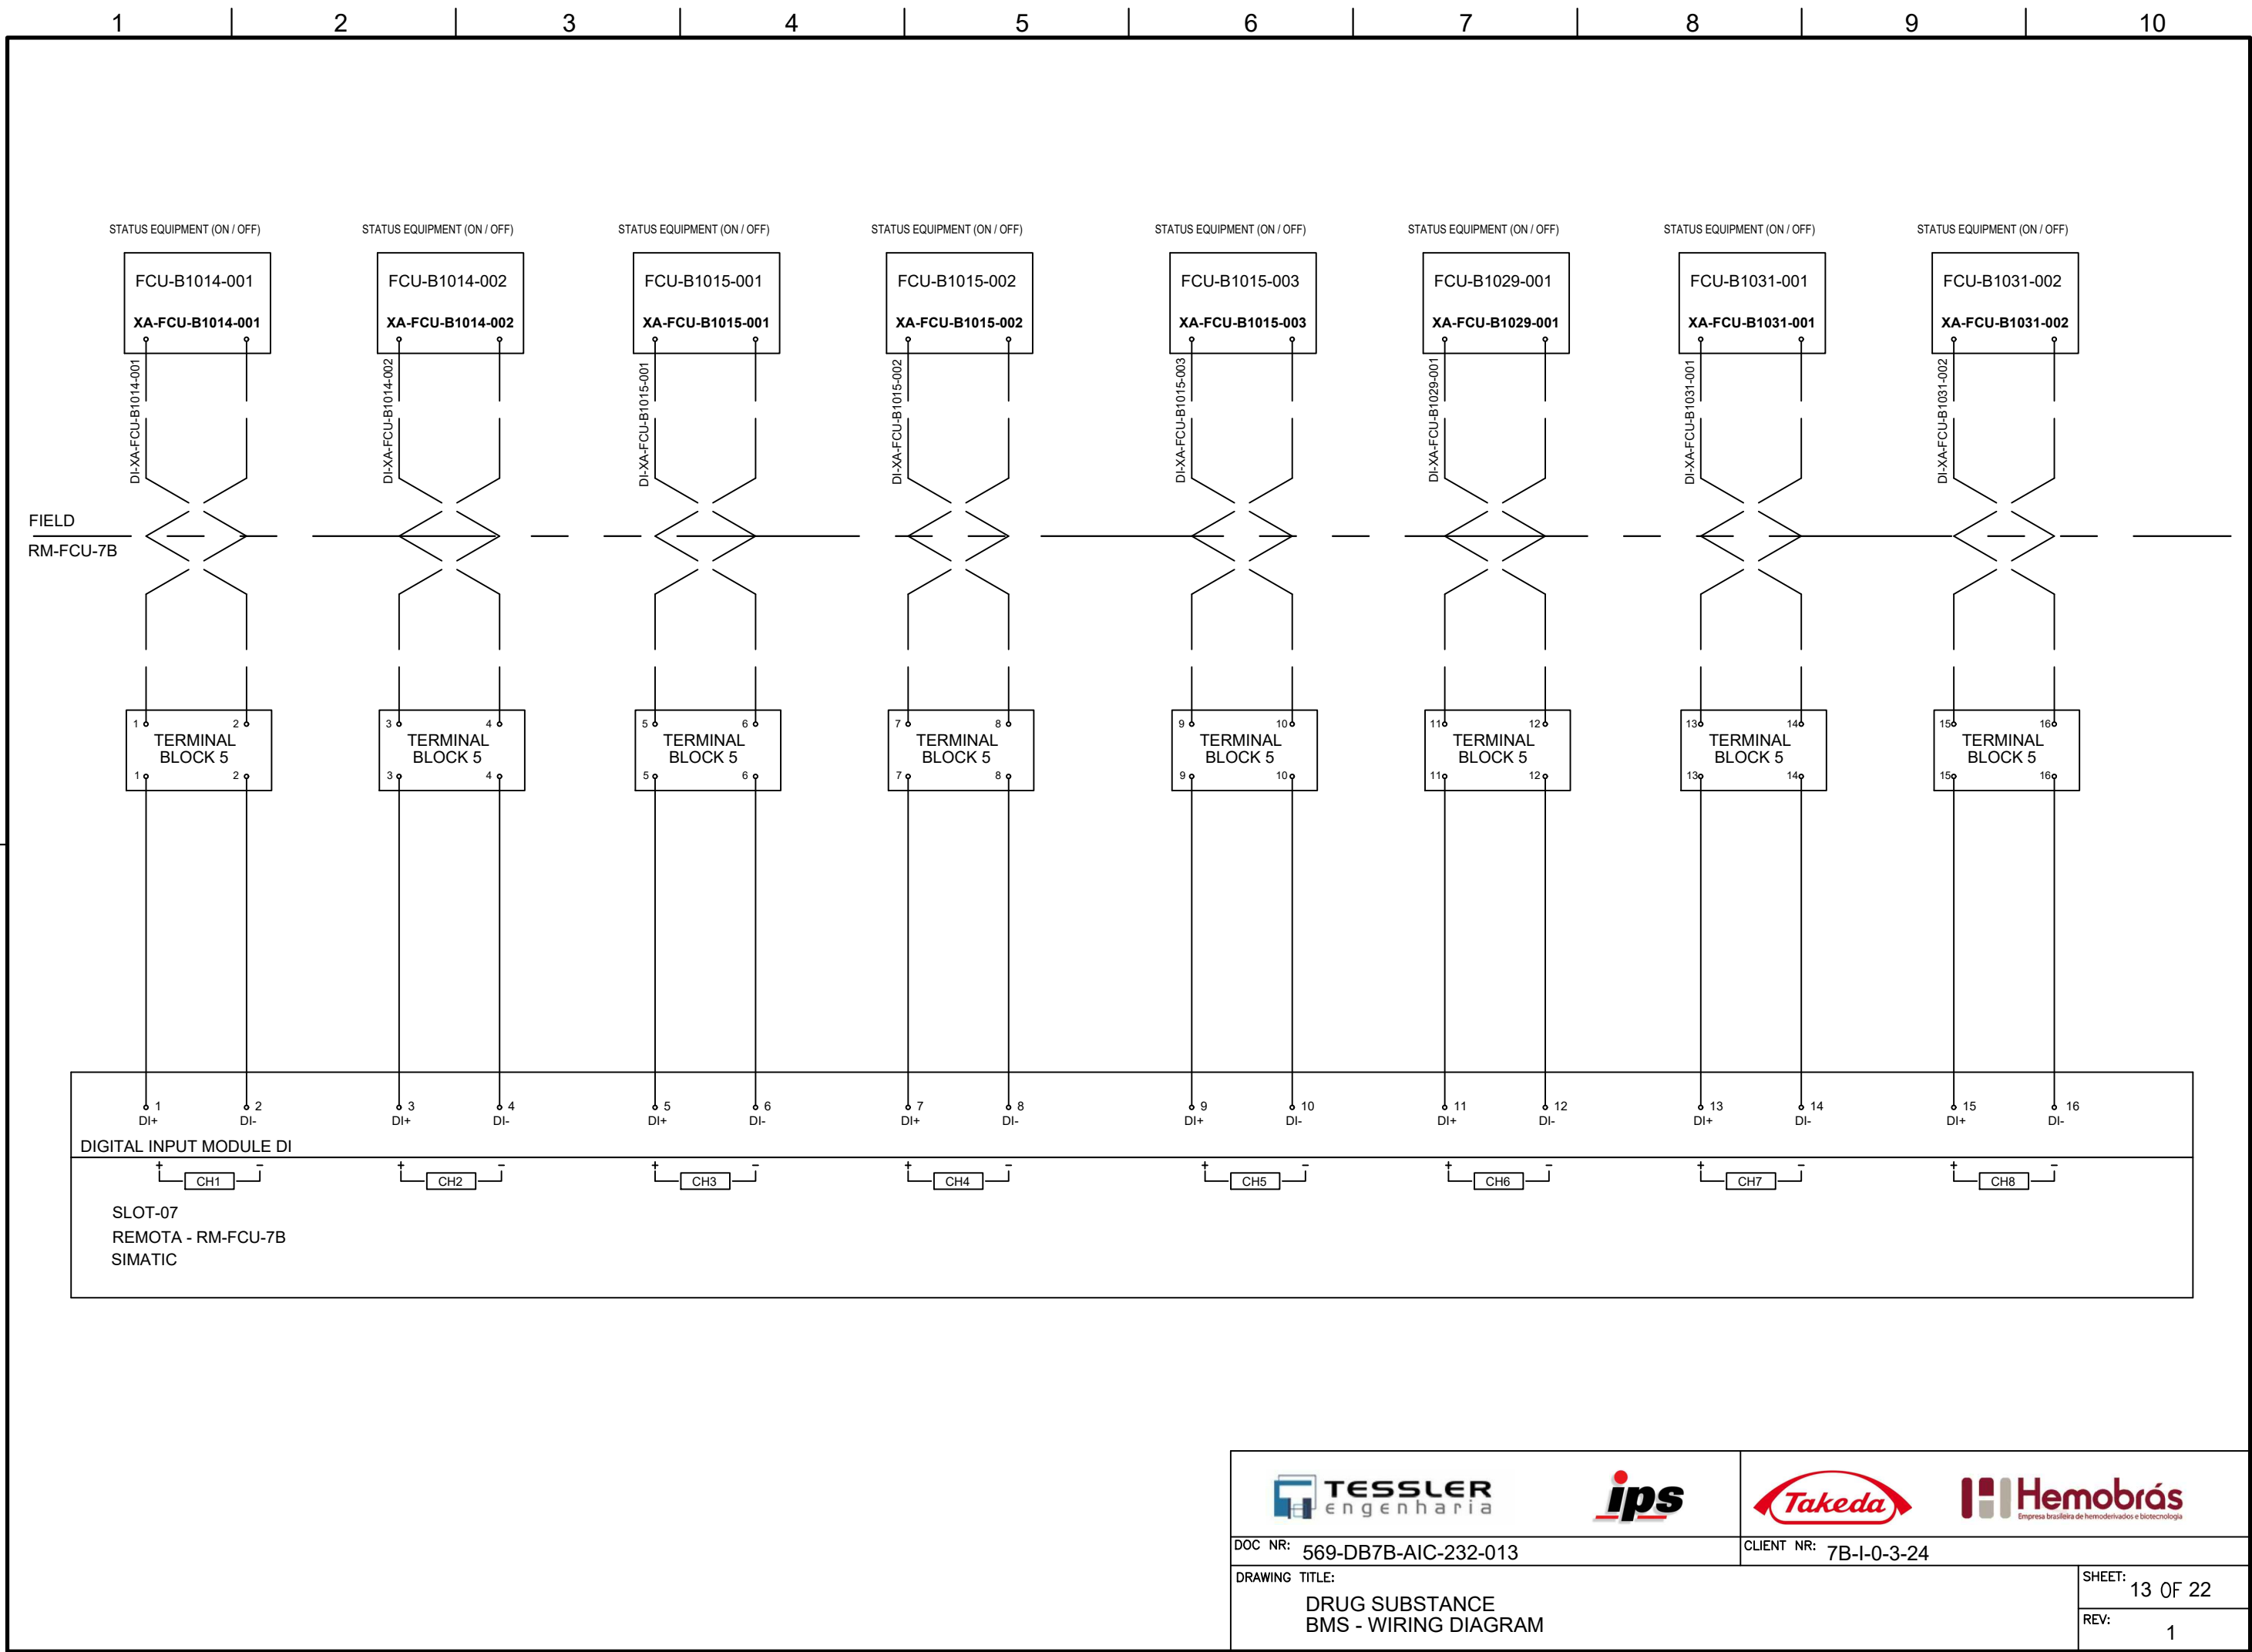 1 2 3 4 5 6 7 8 9 10
STATUS EQUIPMENT (ON / OFF) STATUS EQUIPMENT (ON / OFF) STATUS EQUIPMENT (ON / OFF) STATUS EQUIPMENT (ON / OFF) STATUS EQUIPMENT (ON / OFF) STATUS EQUIPMENT (ON / OFF) STATUS EQUIPMENT (ON / OFF) STATUS EQUIPMENT (ON / OFF)
FCU-B1014-001 FCU-B1014-002 FCU-B1015-001 FCU-B1015-002 FCU-B1015-003 FCU-B1029-001 FCU-B1031-001 FCU-B1031-002
XA-FCU-B1014-001 XA-FCU-B1014-002 XA-FCU-B1015-001 XA-FCU-B1015-002 XA-FCU-B1015-003 XA-FCU-B1029-001 XA-FCU-B1031-001 XA-FCU-B1031-002
DI-XA-FCU-B1014-001 DI-XA-FCU-B1014-002 DI-XA-FCU-B1015-001 DI-XA-FCU-B1015-002 DI-XA-FCU-B1015-003 DI-XA-FCU-B1029-001 DI-XA-FCU-B1031-001 DI-XA-FCU-B1031-002
FIELD
RM-FCU-7B
1 2 3 4 5 6 7 8 9 10 11 12 13 14 15 16
TERMINAL TERMINAL TERMINAL TERMINAL TERMINAL TERMINAL TERMINAL TERMINAL
BLOCK 5 BLOCK 5 BLOCK 5 BLOCK 5 BLOCK 5 BLOCK 5 BLOCK 5 BLOCK 5
1 2 3 4 5 6 7 8 9 10 11 12 13 14 15 16
1 2 3 4 5 6 7 8 9 10 11 12 13 14 15 16
DI+ DI- DI+ DI- DI+ DI- DI+ DI- DI+ DI- DI+ DI- DI+ DI- DI+ DI-
DIGITAL INPUT MODULE DI
+ - + - + - + - + - + - + - + -
CH1 CH2 CH3 CH4 CH5 CH6 CH7 CH8
SLOT-07
REMOTA - RM-FCU-7B
SIMATIC
TESSLER
engenharia
ips
Takeda
Hemobrás
Empresa brasileira de hemoderivados e biotecnologia
DOC NR: 569-DB7B-AIC-232-013
CLIENT NR: 7B-I-0-3-24
DRAWING TITLE:
DRUG SUBSTANCE
BMS - WIRING DIAGRAM
SHEET: 13 OF 22
REV: 1